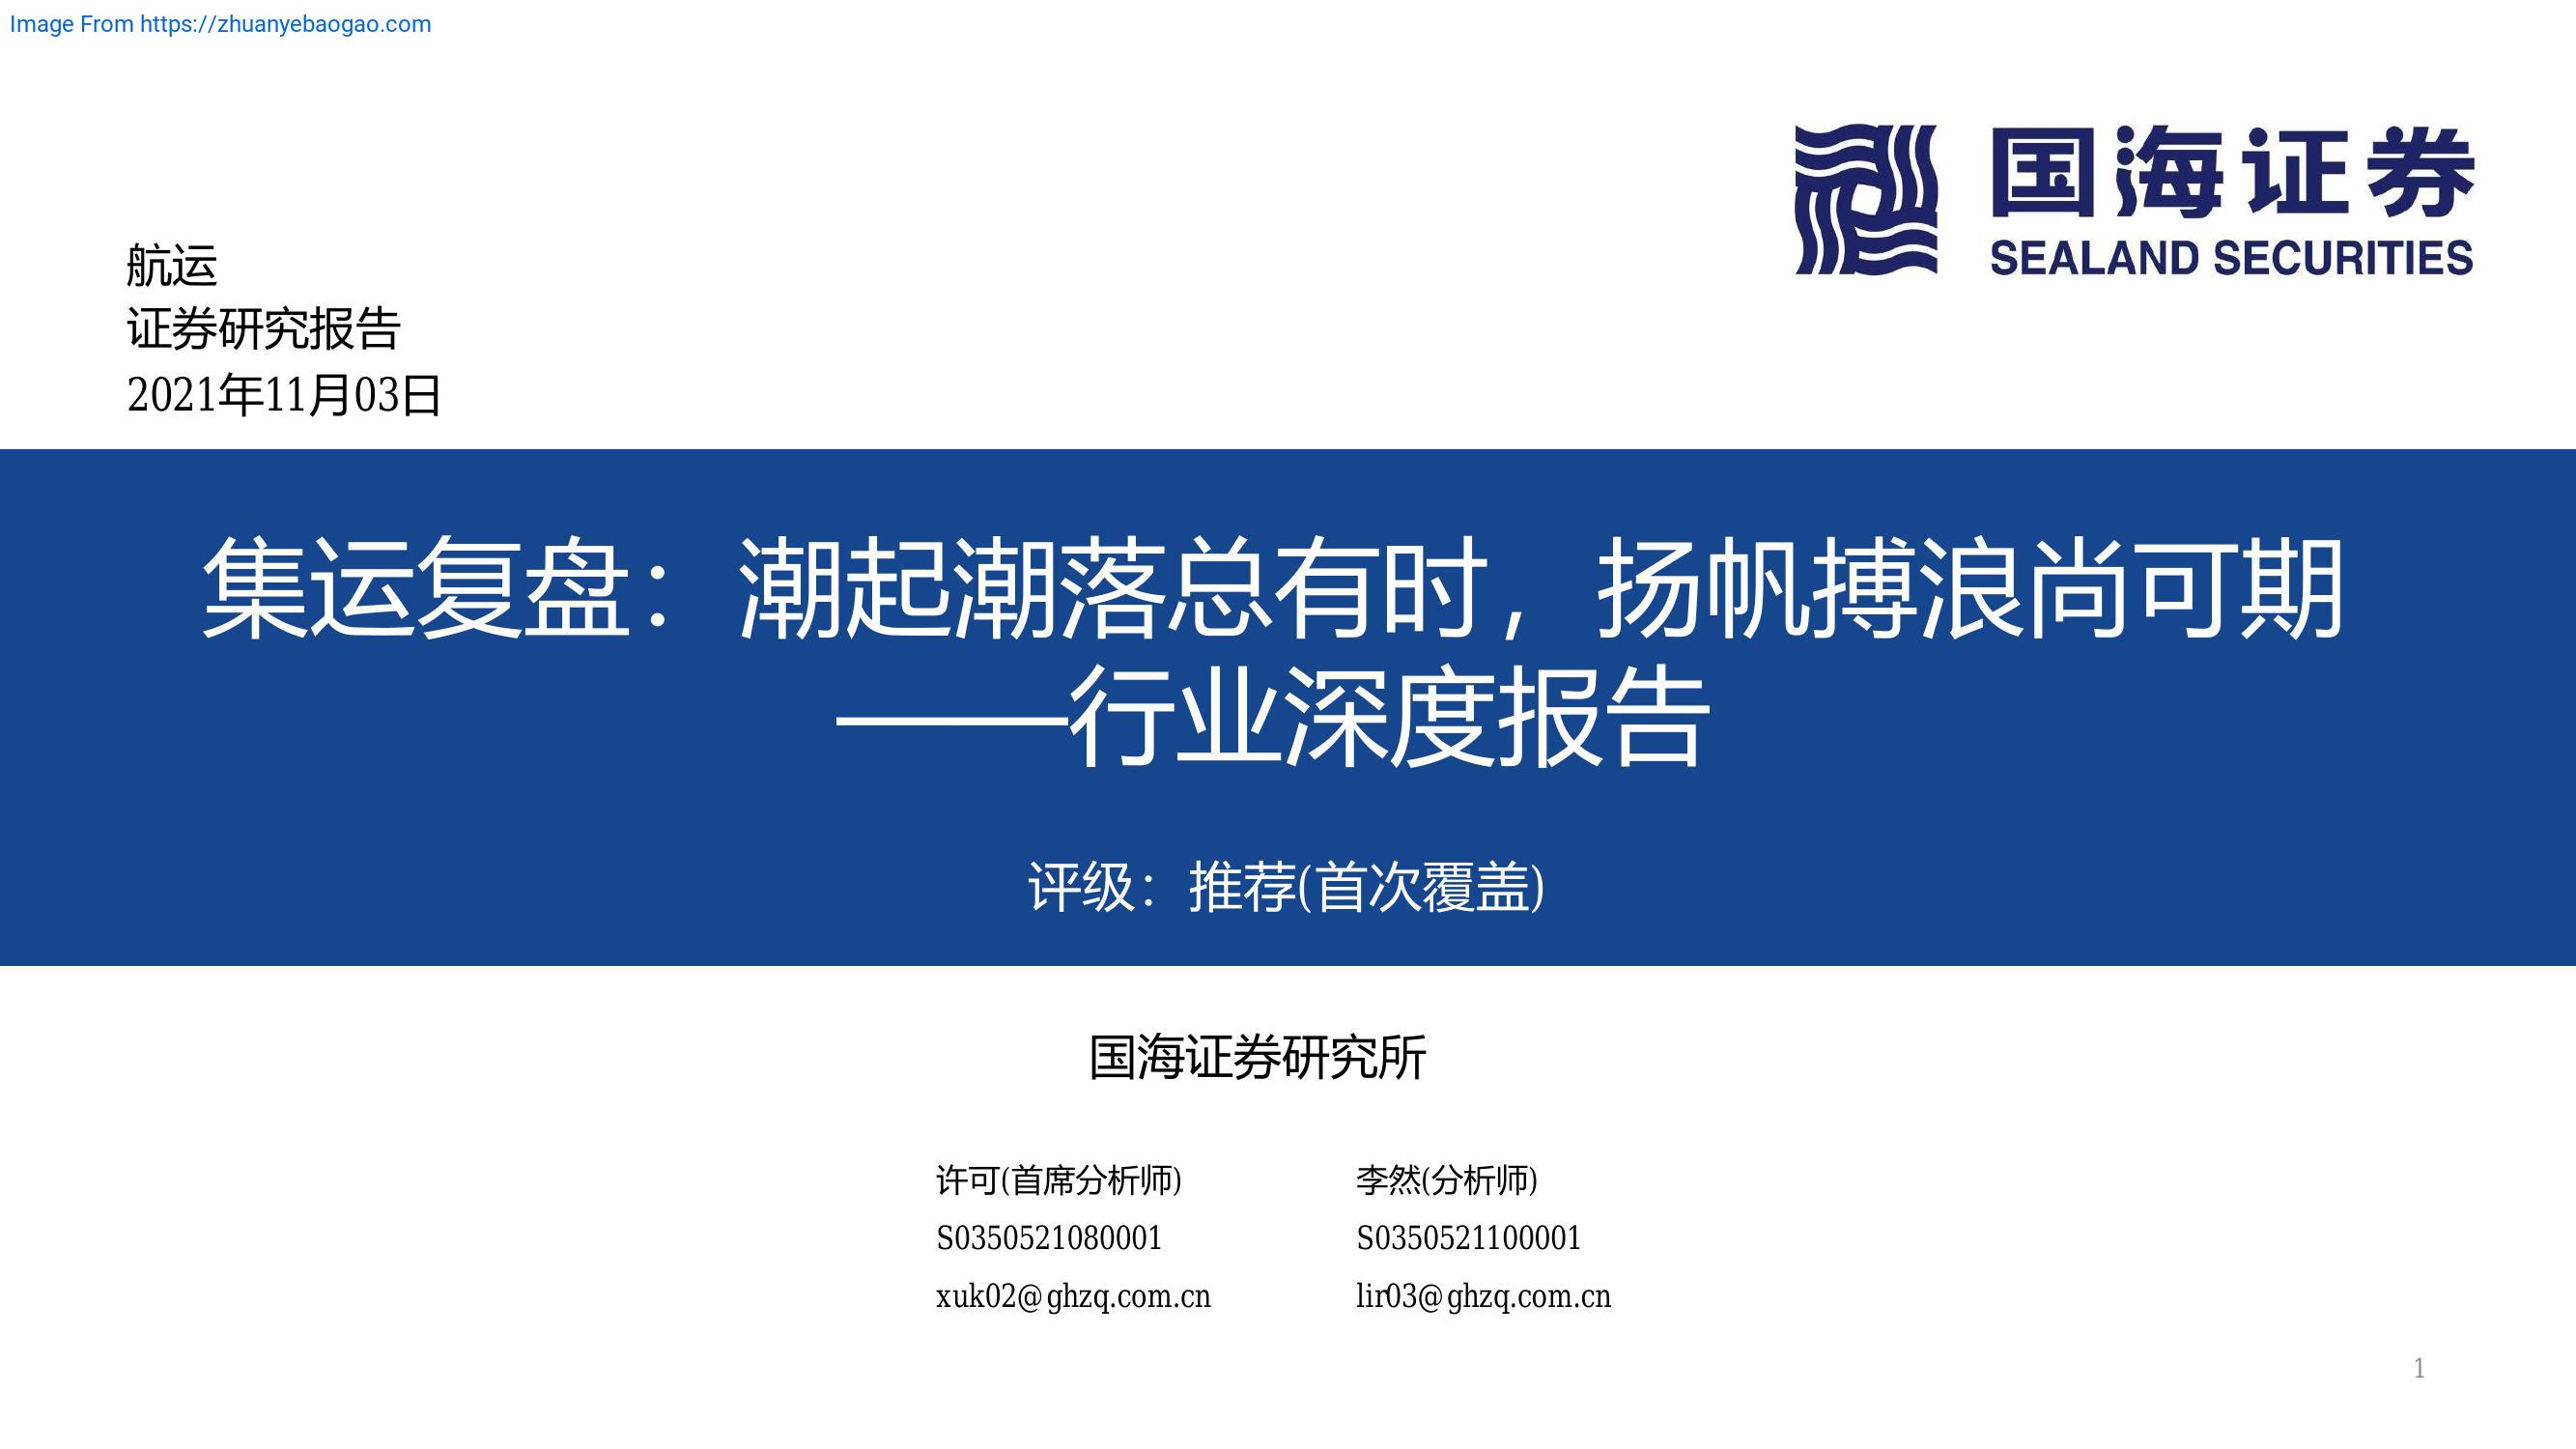 Image From https://zhuanyebaogao.com
国海证券
SEALAND SECURITIES
航运
证券研究报告
2021年11月03日
集运复盘：潮起潮落总有时，扬帆搏浪尚可期
——行业深度报告
评级：推荐(首次覆盖)
国海证券研究所
许可(首席分析师)
S0350521080001
xuk02@ghzq.com.cn
李然(分析师)
S0350521100001
lir03@ghzq.com.cn
1